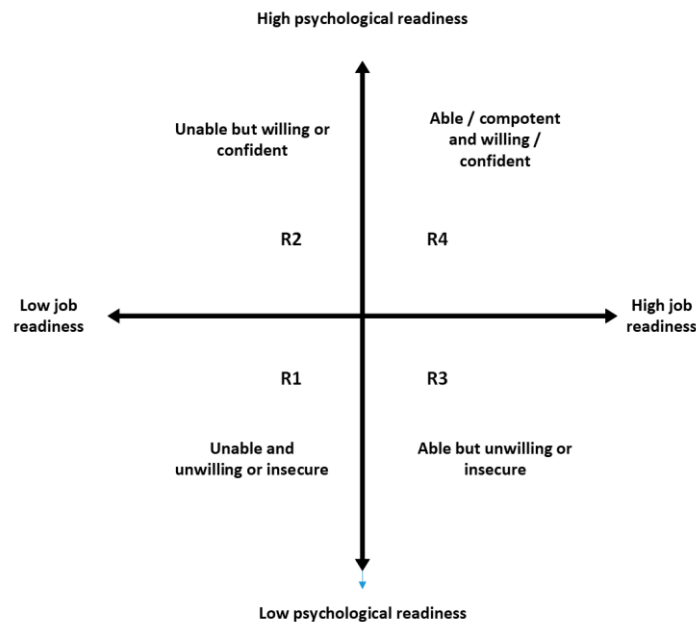 High psychological readiness
Unable but willing or
confident
Able / compotent
and willing /
confident
R2
R4
Low job
readiness
High job
readiness
R1
R3
Unable and
unwilling or insecure
Able but unwilling or
insecure
Low psychological readiness